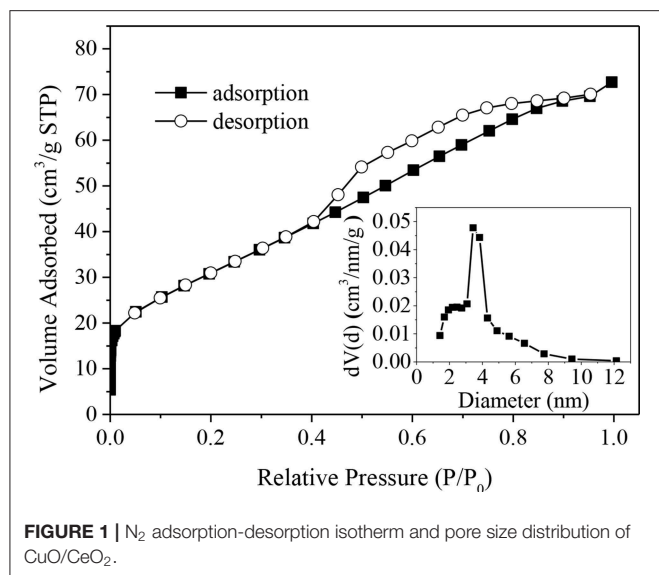 80
70
60
50
40
30
20
10
0
Volume Adsorbed (cm³/g STP)
adsorption
desorption
0.05
0.04
0.03
0.02
0.01
0.00
dV(d) (cm³/nm/g)
0 2 4 6 8 10 12
Diameter (nm)
0.0 0.2 0.4 0.6 0.8 1.0
Relative Pressure (P/P₀)
FIGURE 1 | N₂ adsorption-desorption isotherm and pore size distribution of
CuO/CeO₂.